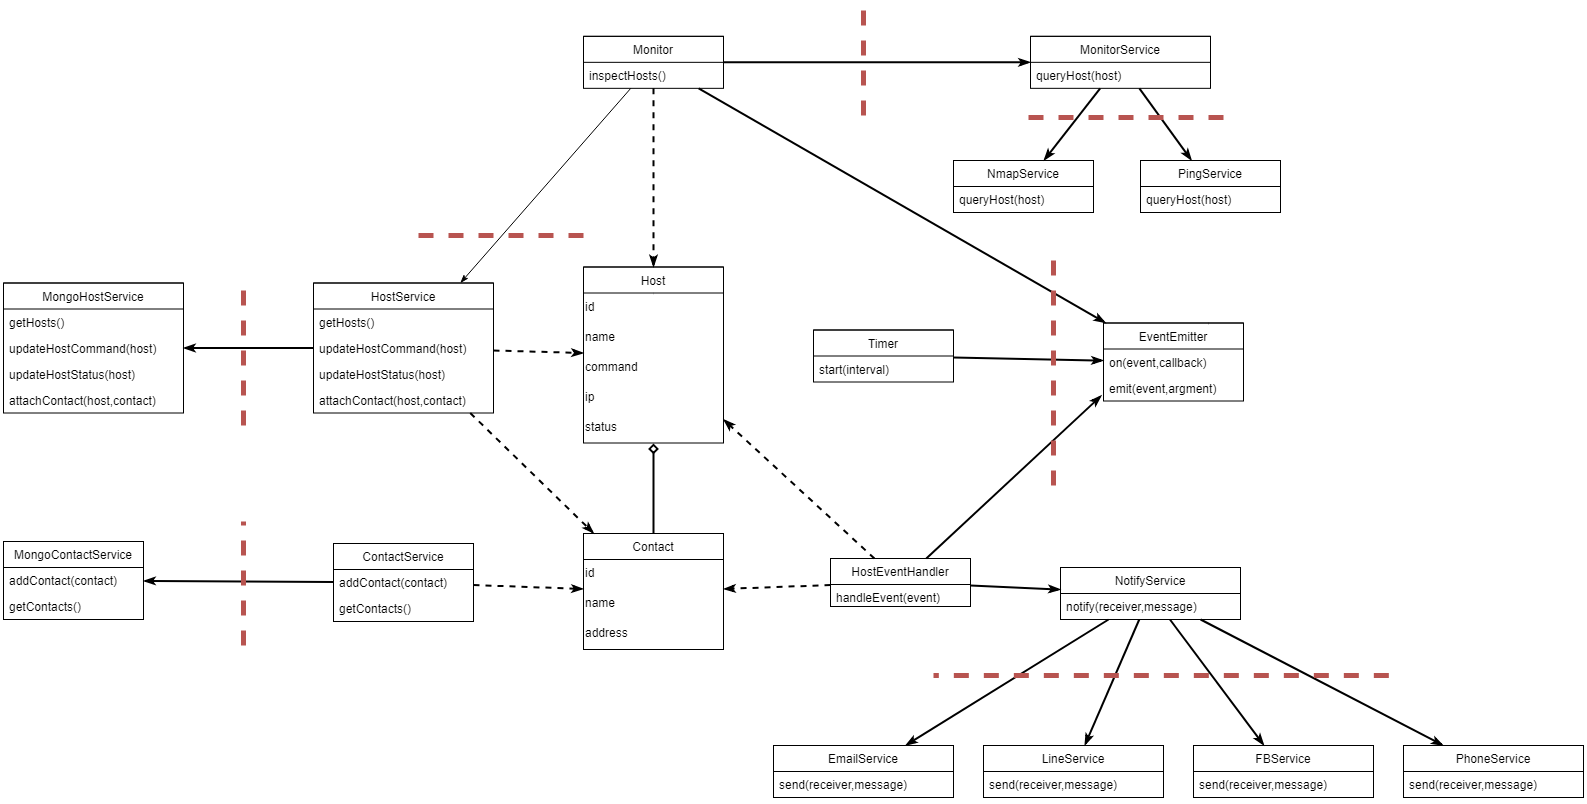 Monitor
inspectHosts()
MonitorService
queryHost(host)
NmapService
queryHost(host)
PingService
queryHost(host)
MongoHostService
getHosts()
updateHostCommand(host)
updateHostStatus(host)
attachContact(host,contact)
HostService
getHosts()
updateHostCommand(host)
updateHostStatus(host)
attachContact(host,contact)
Host
id
name
command
ip
status
Timer
start(interval)
EventEmitter
on(event,callback)
emit(event,argment)
MongoContactService
addContact(contact)
getContacts()
ContactService
addContact(contact)
getContacts()
Contact
id
name
address
HostEventHandler
handleEvent(event)
NotifyService
notify(receiver,message)
EmailService
send(receiver,message)
LineService
send(receiver,message)
FBService
send(receiver,message)
PhoneService
send(receiver,message)